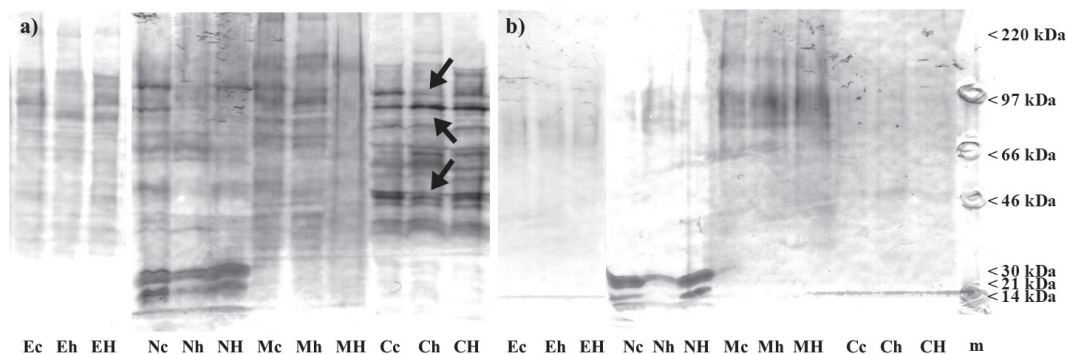 a)
b)
< 220 kDa
< 97 kDa
< 66 kDa
< 46 kDa
< 30 kDa
< 21 kDa
< 14 kDa
Ec Eh EH Nc Nh NH Mc Mh MH Cc Ch CH
Ec Eh EH Nc Nh NH Mc Mh MH Cc Ch CH m